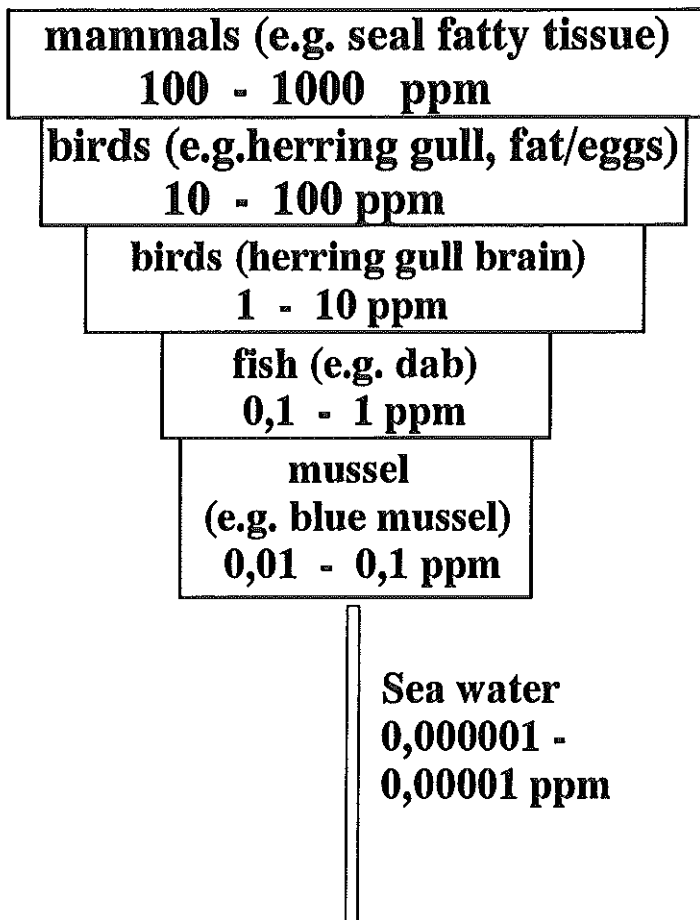 mammals (e.g. seal fatty tissue)
100 - 1000 ppm
birds (e.g.herring gull, fat/eggs)
10 - 100 ppm
birds (herring gull brain)
1 - 10 ppm
fish (e.g. dab)
0,1 - 1 ppm
mussel
(e.g. blue mussel)
0,01 - 0,1 ppm
Sea water
0,000001 -
0,00001 ppm